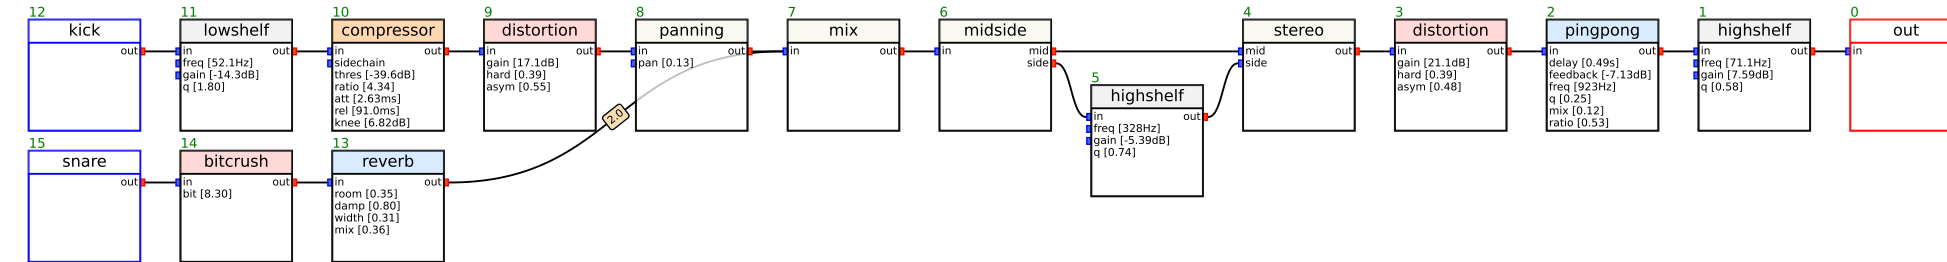 12
kick
out
11
lowshelf
in out
freq [52.1Hz]
gain [-14.3dB]
q [1.80]
10
compressor
in out
sidechain
thres [-39.6dB]
ratio [4.34]
att [2.63ms]
rel [91.0ms]
knee [6.82dB]
9
distortion
in out
gain [17.1dB]
hard [0.39]
asym [0.55]
8
panning
in out
pan [0.13]
7
mix
in out
6
midside
in mid
side
5
highshelf
in out
freq [328Hz]
gain [-5.39dB]
q [0.74]
4
stereo
mid out
side
3
distortion
in out
gain [21.1dB]
hard [0.39]
asym [0.48]
2
pingpong
in out
delay [0.49s]
feedback [-7.13dB]
freq [923Hz]
q [0.25]
mix [0.12]
ratio [0.53]
1
highshelf
in out
freq [71.1Hz]
gain [7.59dB]
q [0.58]
0
out
in
15
snare
out
14
bitcrush
in out
bit [8.30]
13
reverb
in out
room [0.35]
damp [0.80]
width [0.31]
mix [0.36]
2.0